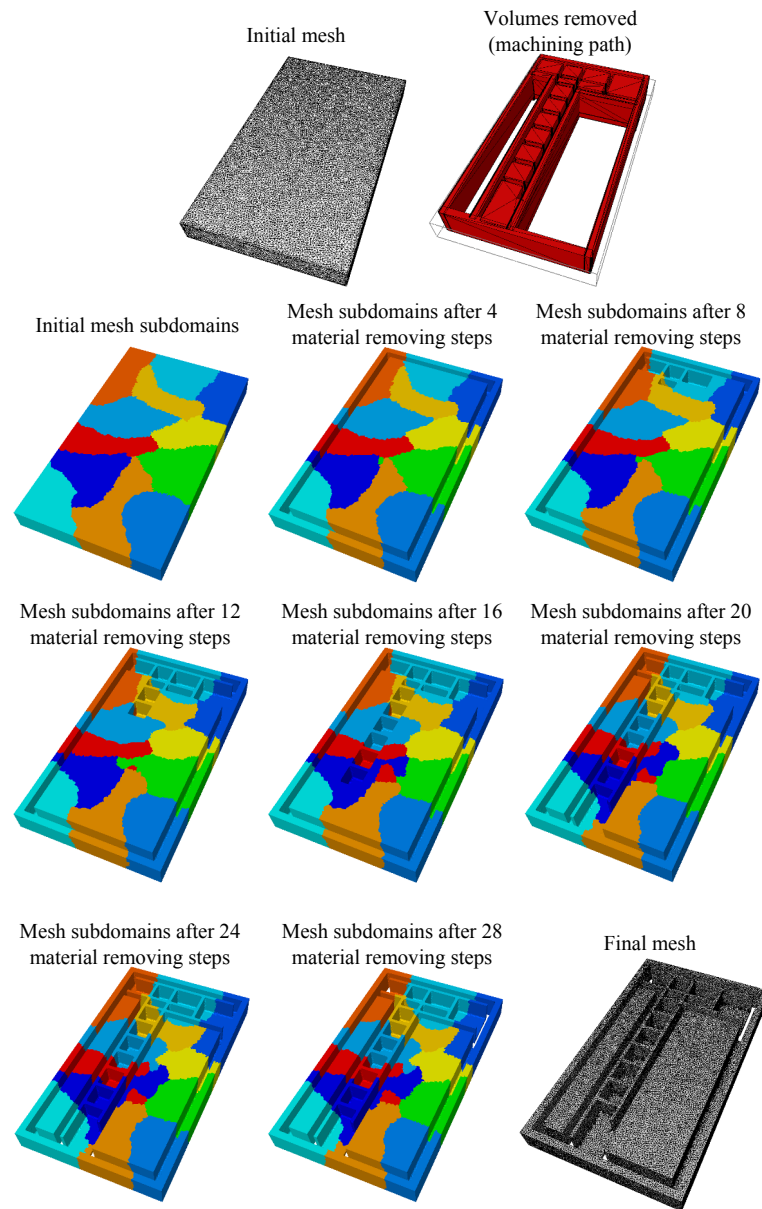 Initial mesh
Volumes removed
(machining path)
Initial mesh subdomains
Mesh subdomains after 4
material removing steps
Mesh subdomains after 8
material removing steps
Mesh subdomains after 12
material removing steps
Mesh subdomains after 16
material removing steps
Mesh subdomains after 20
material removing steps
Mesh subdomains after 24
material removing steps
Mesh subdomains after 28
material removing steps
Final mesh